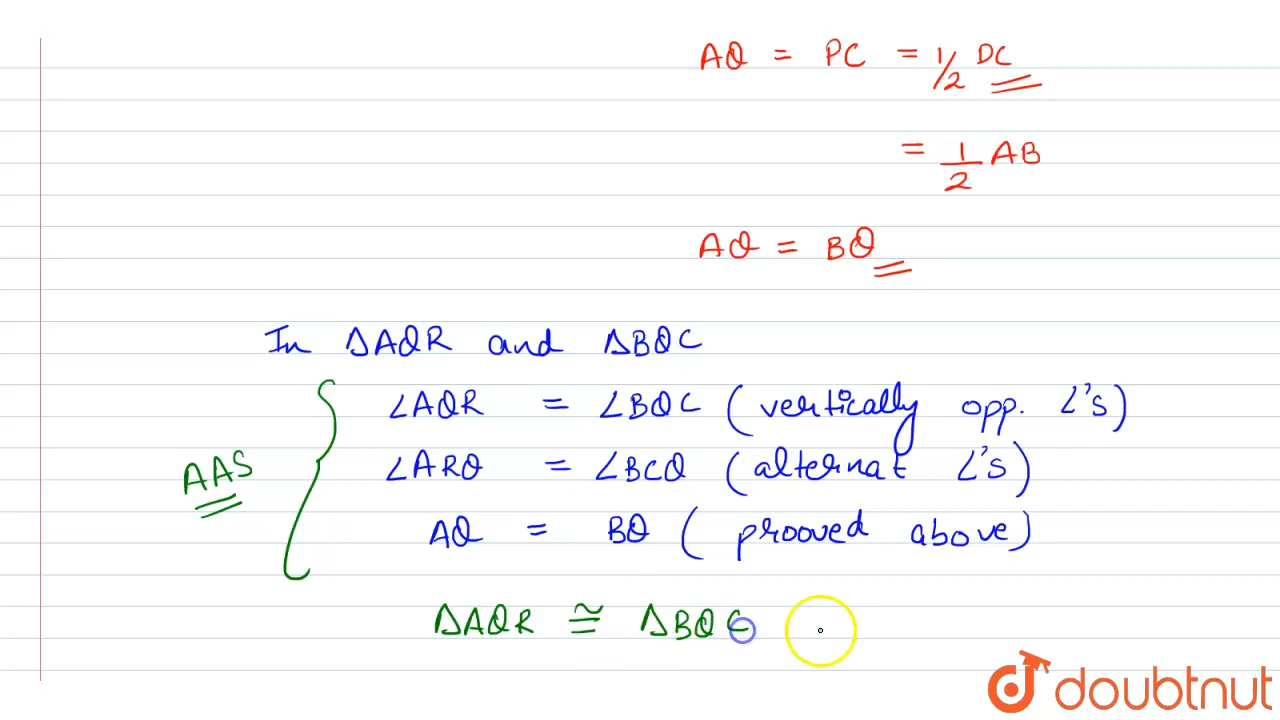 AQ = PC = 1/2 DC
= 1/2 AB
AQ = BQ
In ΔAQR and ΔBQC
∠AQR = ∠BQC (vertically opp. ∠'s)
∠ARQ = ∠BCQ (alternat ∠'s)
AAS
AQ = BQ (prooved above)
ΔAQR ≅ ΔBQC
doubtnut